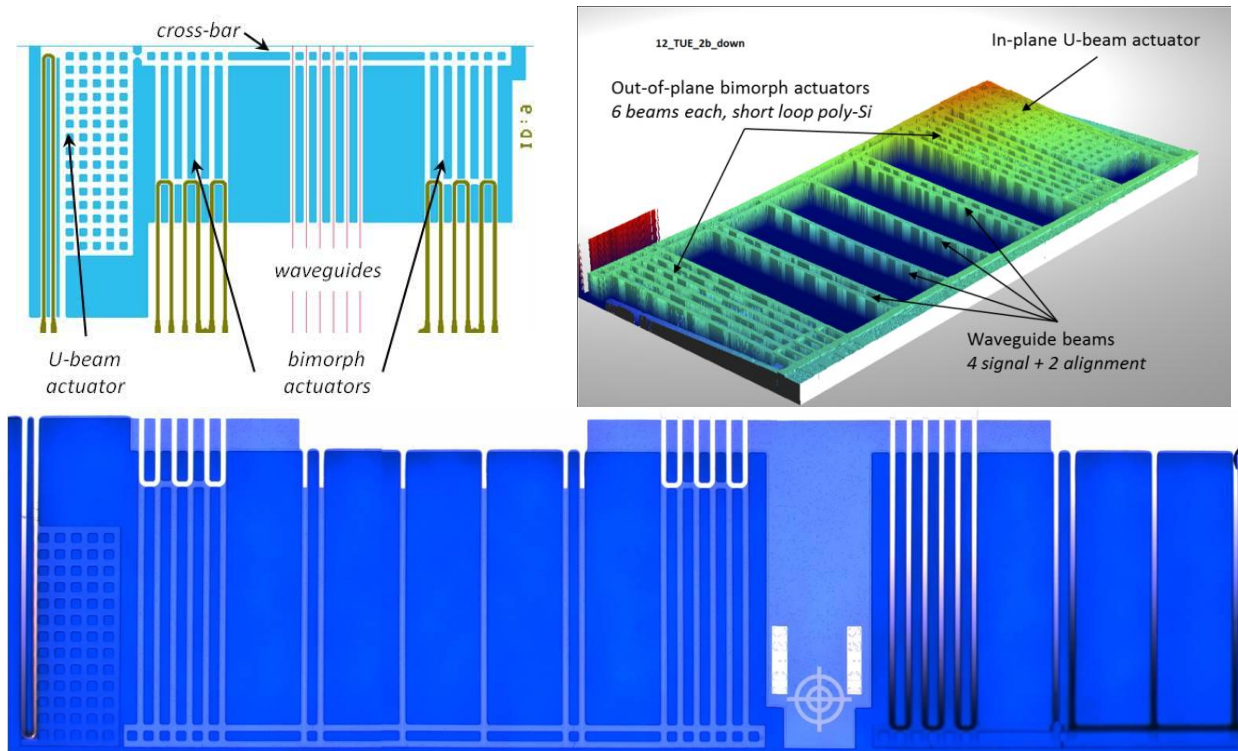 cross-bar
ID:a
waveguides
U-beam
actuator
bimorph
actuators
12_TUE_2b_down
In-plane U-beam actuator
Out-of-plane bimorph actuators
6 beams each, short loop poly-Si
Waveguide beams
4 signal + 2 alignment